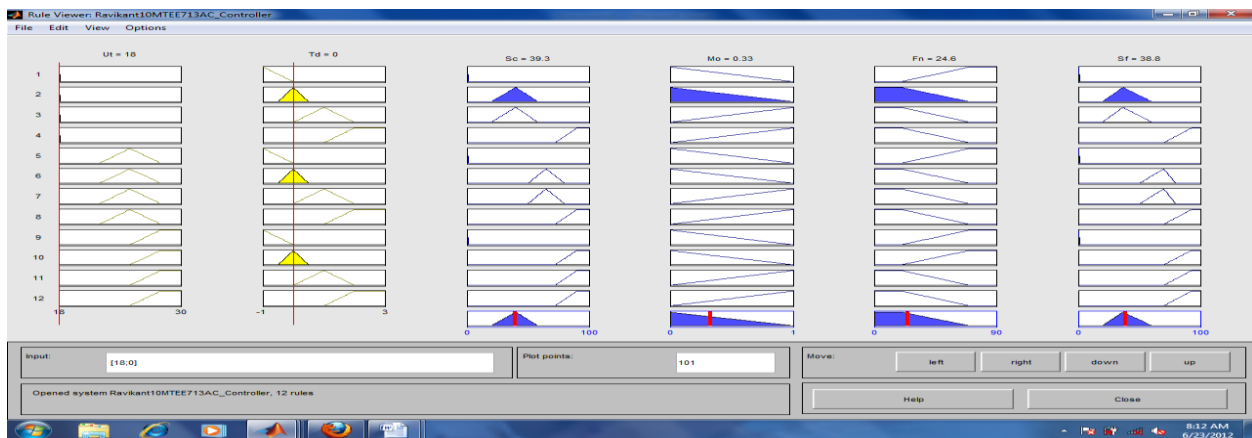 Rule Viewer: Ravikant10MTEE713AC_Controller
File Edit View Options
Ut = 18 Td = 0 Sc = 39.3 Mo = 0.33 Fn = 24.6 Sf = 38.8
1
2
3
4
5
6
7
8
9
10
11
12
18 30 -1 3
0 100 0 1 0 90 0 100
Input: [18;0] Plot points: 101 Move: left right down up
Opened system Ravikant10MTEE713AC_Controller, 12 rules Help Close
8:12 AM
6/23/2012